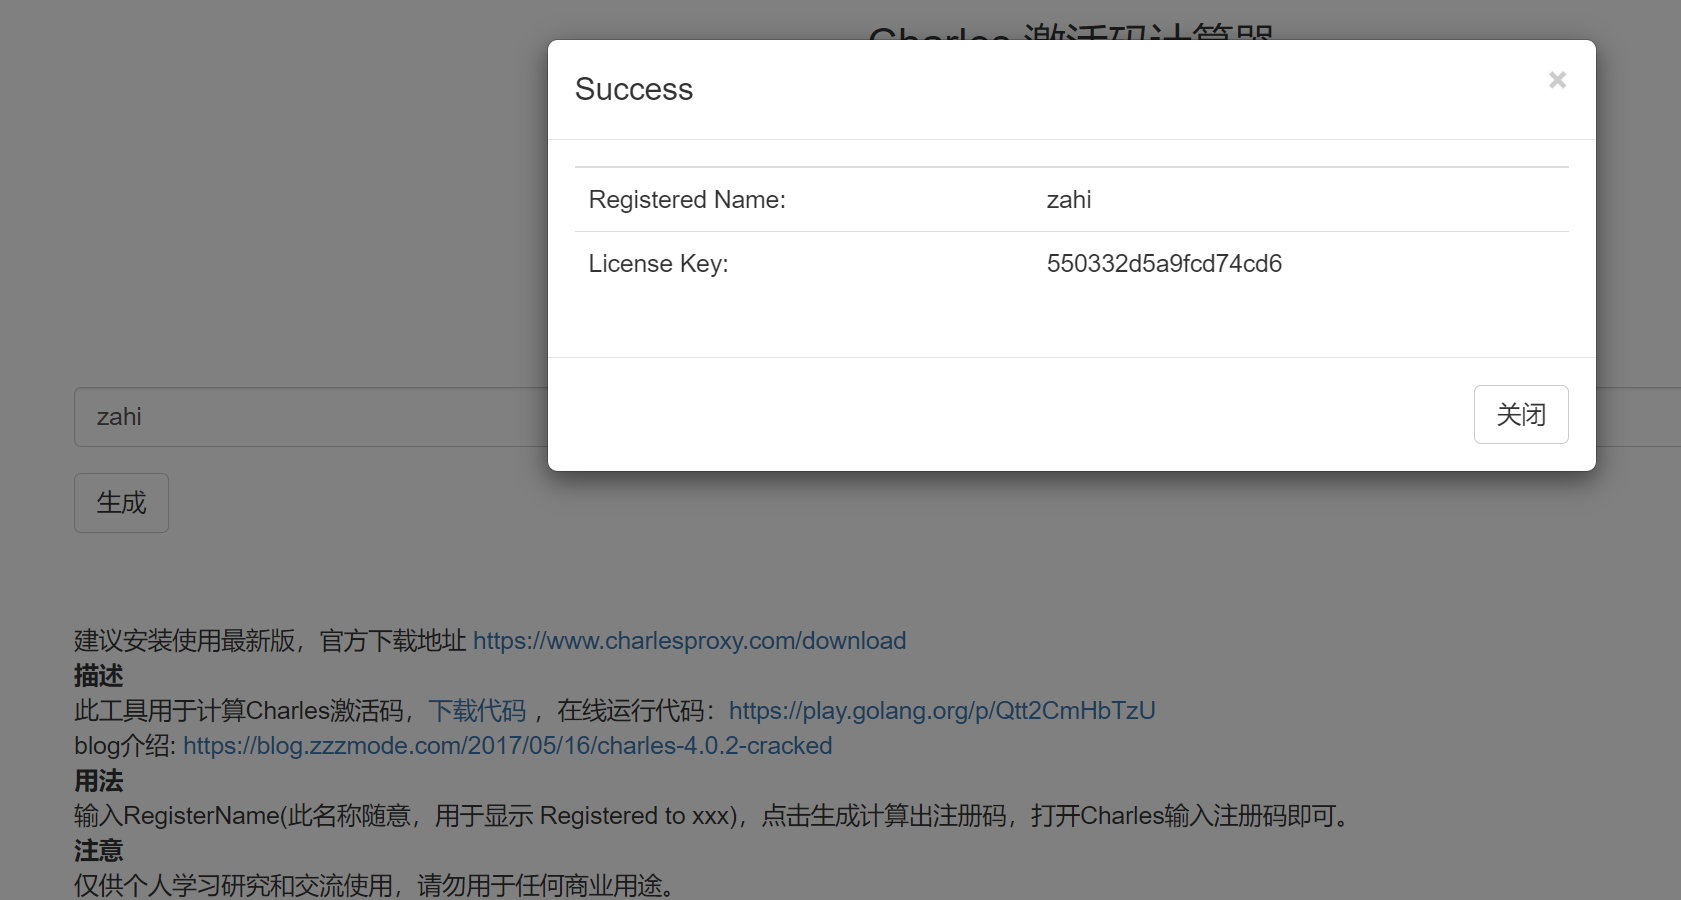 Charles 激活码计算器
Success
×
Registered Name: zahi
License Key: 550332d5a9fcd74cd6
关闭
zahi
生成
建议安装使用最新版，官方下载地址 https://www.charlesproxy.com/download
描述
此工具用于计算Charles激活码，下载代码 ，在线运行代码：https://play.golang.org/p/Qtt2CmHbTzU
blog介绍: https://blog.zzzmode.com/2017/05/16/charles-4.0.2-cracked
用法
输入RegisterName(此名称随意，用于显示 Registered to xxx)，点击生成计算出注册码，打开Charles输入注册码即可。
注意
仅供个人学习研究和交流使用，请勿用于任何商业用途。